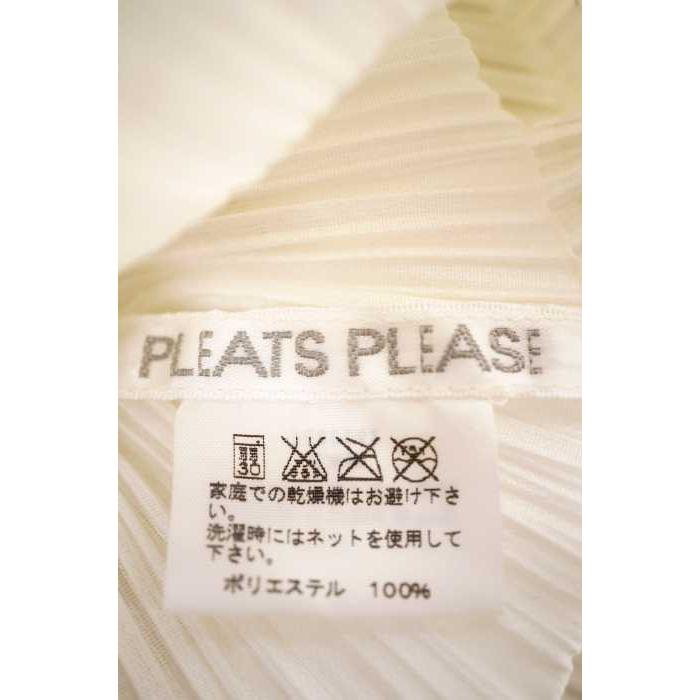 PLEATS PLEASE
30
家庭での乾燥機はお避け下さ
い。
洗濯時にはネットを使用して
下さい。
ポリエステル 100%